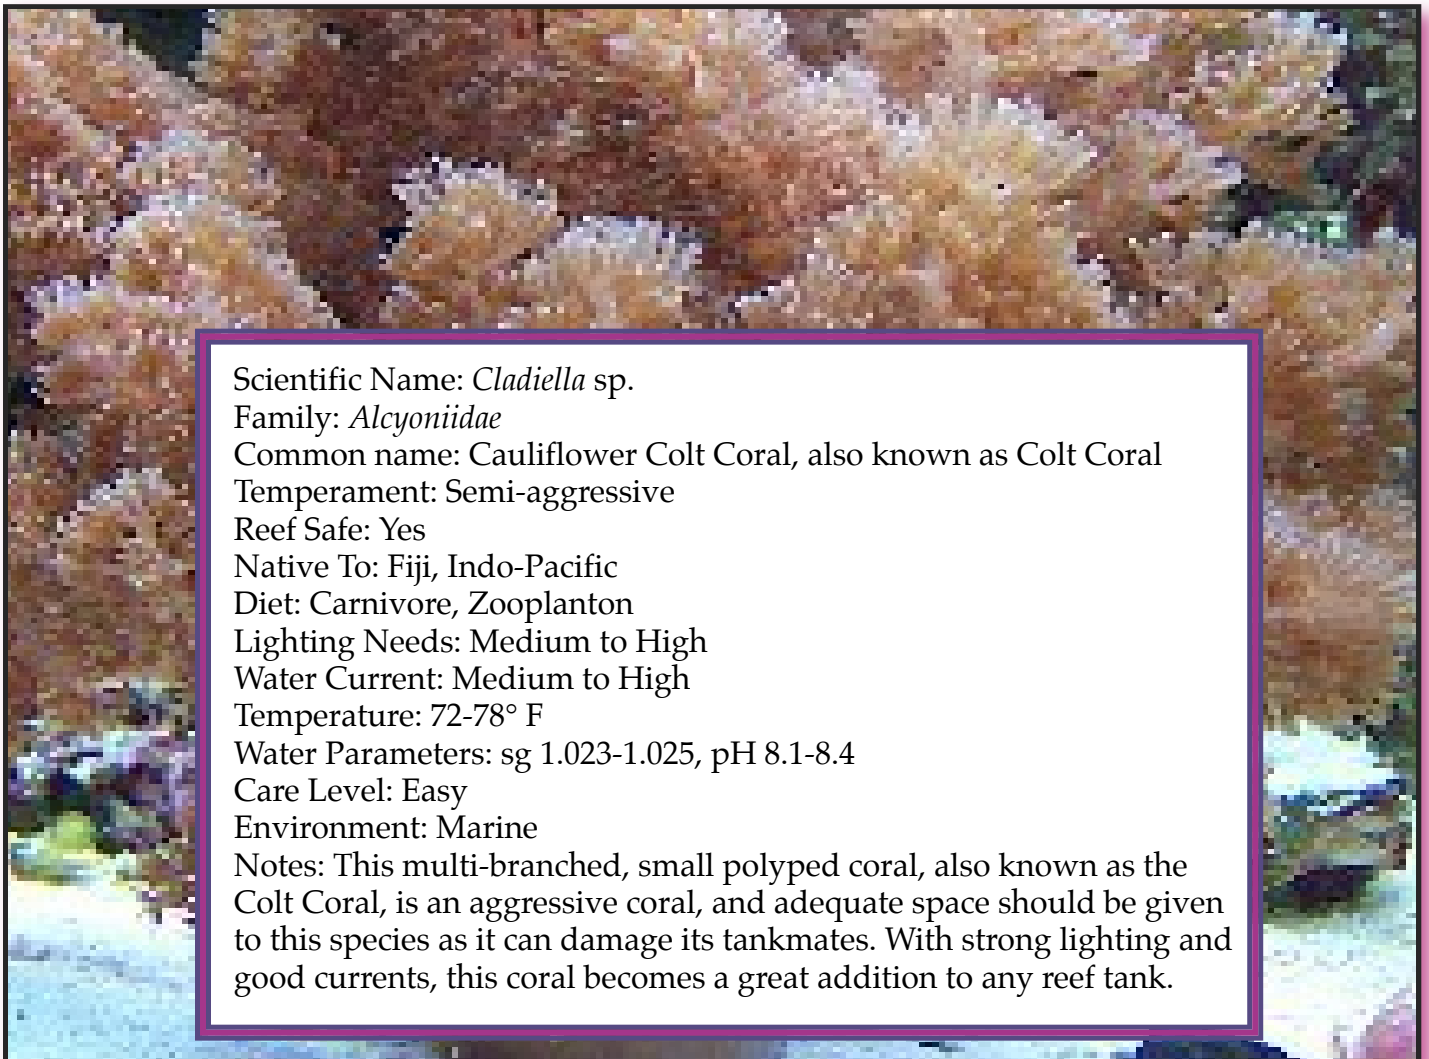 Scientific Name: Cladiella sp.
Family: Alcyoniidae
Common name: Cauliflower Colt Coral, also known as Colt Coral
Temperament: Semi-aggressive
Reef Safe: Yes
Native To: Fiji, Indo-Pacific
Diet: Carnivore, Zooplanton
Lighting Needs: Medium to High
Water Current: Medium to High
Temperature: 72-78° F
Water Parameters: sg 1.023-1.025, pH 8.1-8.4
Care Level: Easy
Environment: Marine
Notes: This multi-branched, small polyped coral, also known as the
Colt Coral, is an aggressive coral, and adequate space should be given
to this species as it can damage its tankmates. With strong lighting and
good currents, this coral becomes a great addition to any reef tank.